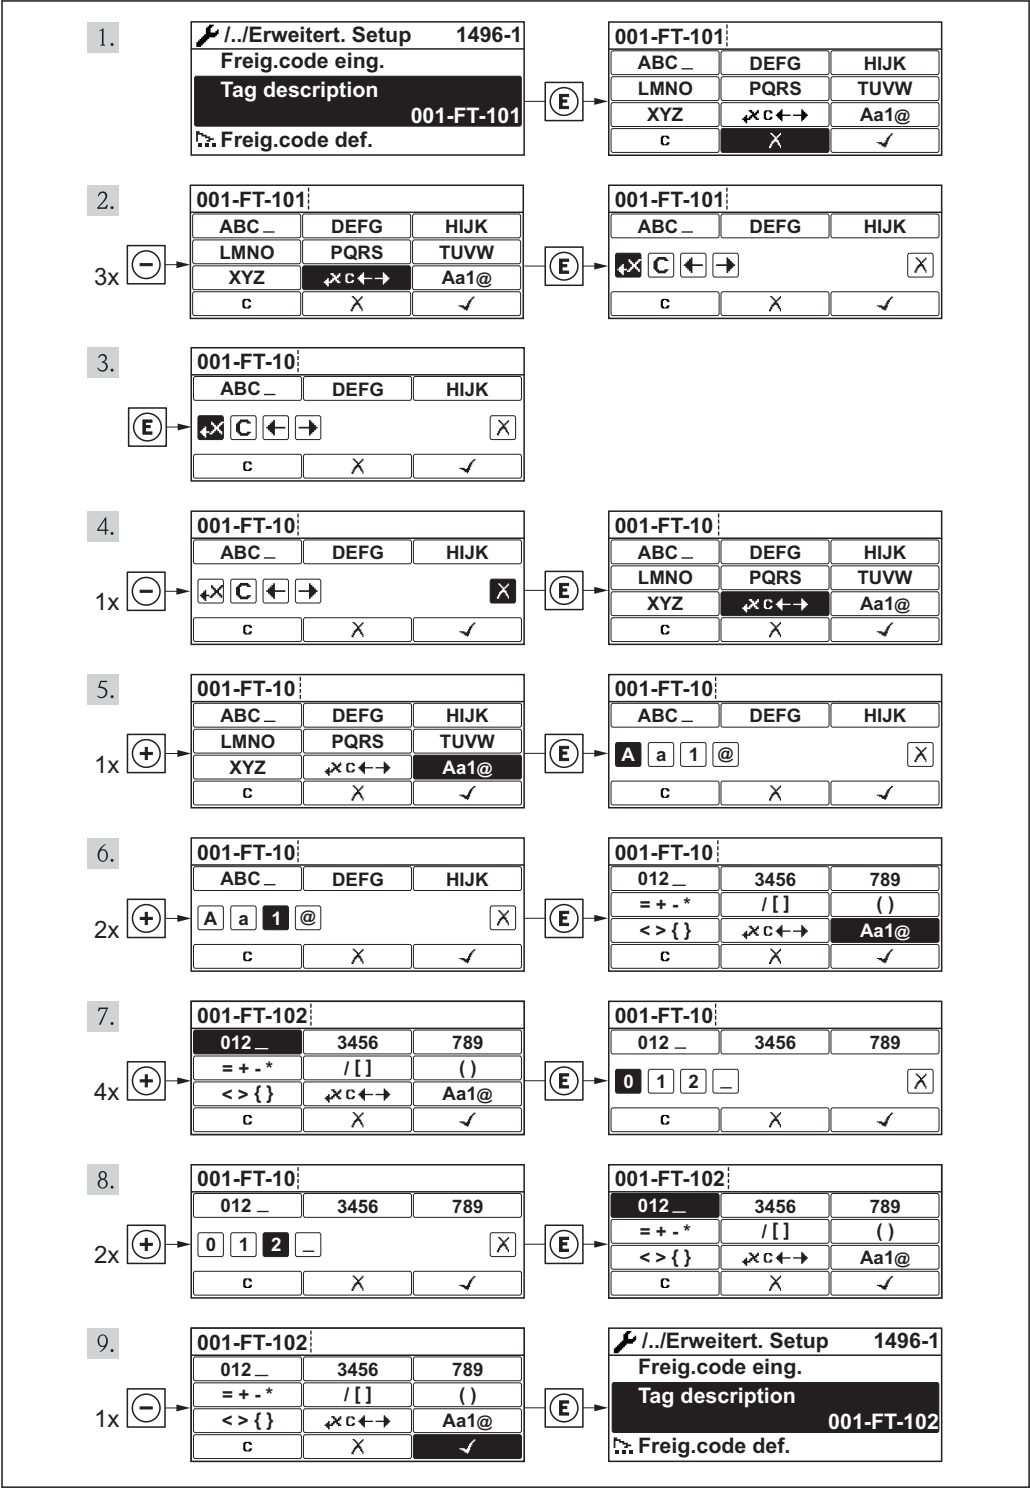 1.
/../Erweitert. Setup 1496-1
Freig.code eing.
Tag description
001-FT-101
Freig.code def.
E
001-FT-101
ABC_ DEFG HIJK
LMNO PQRS TUVW
XYZ C Aa1@
C X ✓
2.
3x −
001-FT-101
ABC_ DEFG HIJK
LMNO PQRS TUVW
XYZ C Aa1@
C X ✓
E
001-FT-101
ABC_ DEFG HIJK
C ← → X
C X ✓
3.
E
001-FT-10
ABC_ DEFG HIJK
C ← → X
C X ✓
4.
1x −
001-FT-10
ABC_ DEFG HIJK
C ← → X
C X ✓
E
001-FT-10
ABC_ DEFG HIJK
LMNO PQRS TUVW
XYZ C Aa1@
C X ✓
5.
1x +
001-FT-10
ABC_ DEFG HIJK
LMNO PQRS TUVW
XYZ C Aa1@
C X ✓
E
001-FT-10
ABC_ DEFG HIJK
A a 1 @ X
C X ✓
6.
2x +
001-FT-10
ABC_ DEFG HIJK
A a 1 @ X
C X ✓
E
001-FT-10
012_ 3456 789
= + - * / [ ] ( )
< > { } C Aa1@
C X ✓
7.
4x +
001-FT-102
012_ 3456 789
= + - * / [ ] ( )
< > { } C Aa1@
C X ✓
E
001-FT-10
012_ 3456 789
0 1 2 _ X
C X ✓
8.
2x +
001-FT-10
012_ 3456 789
0 1 2 _ X
C X ✓
E
001-FT-102
012_ 3456 789
= + - * / [ ] ( )
< > { } C Aa1@
C X ✓
9.
1x −
001-FT-102
012_ 3456 789
= + - * / [ ] ( )
< > { } C Aa1@
C X ✓
E
/../Erweitert. Setup 1496-1
Freig.code eing.
Tag description
001-FT-102
Freig.code def.